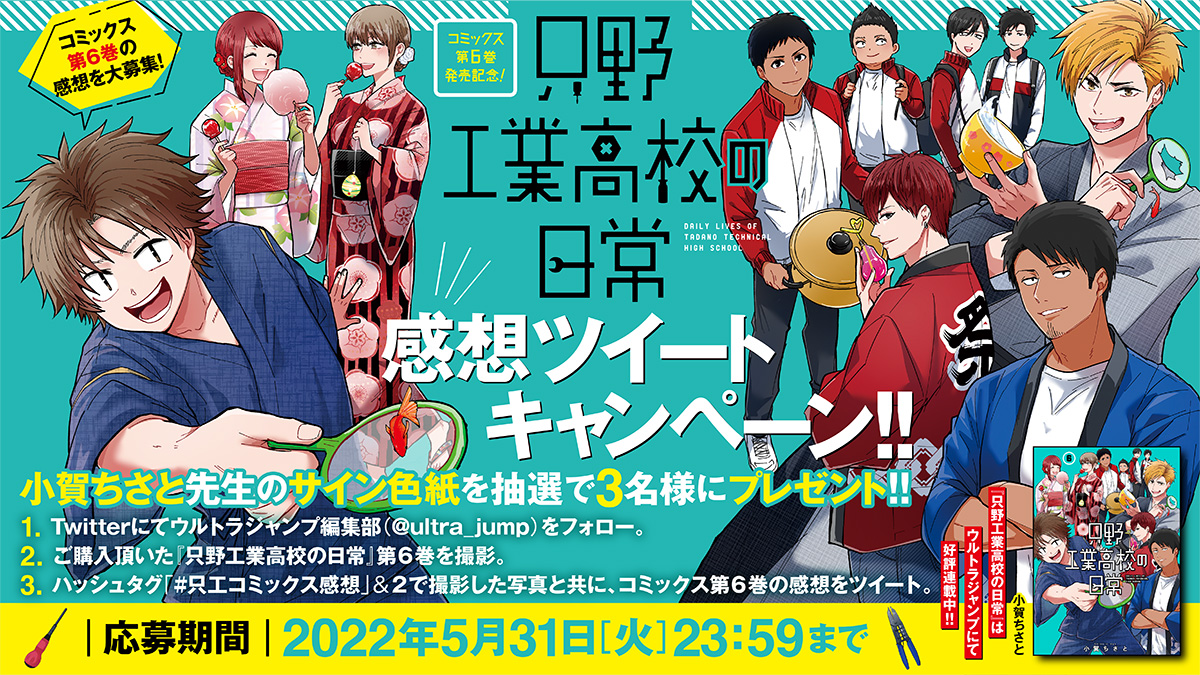 コミックス
第6巻の
感想を大募集!
コミックス
第6巻
発売記念!
只野
工業高校の
日常
DAILY LIVES OF
TADANO TECHNICAL
HIGH SCHOOL
感想ツイート
キャンペーン!!
小賀ちさと先生のサイン色紙を抽選で3名様にプレゼント!!
1. Twitterにてウルトラジャンプ編集部(@ultra_jump)をフォロー。
2. ご購入頂いた『只野工業高校の日常』第6巻を撮影。
3. ハッシュタグ「#只工コミックス感想」&2で撮影した写真と共に、コミックス第6巻の感想をツイート。
応募期間
2022年5月31日[火]23:59まで
小賀ちさと
『只野工業高校の日常』は
ウルトラジャンプにて
好評連載中!!
6
只野
工業高校の
日常
小賀ちさと